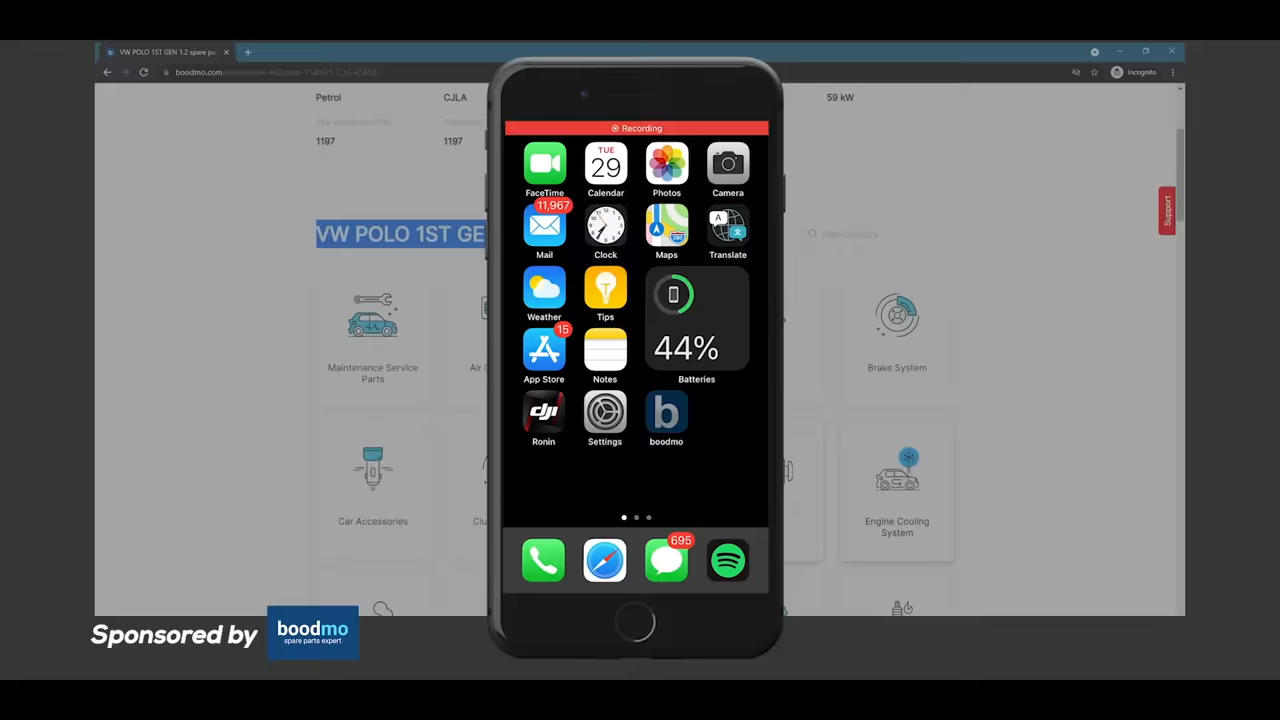 VW POLO 1ST GEN 1.2 spare pa
boodmo.com
Incognito
Petrol
CJLA
59 kW
1197
1197
VW POLO 1ST GE
Support
Maintenance Service
Parts
Air C
Brake System
Car Accessories
Clu
Engine Cooling
System
Recording
FaceTime
TUE
29
Calendar
Photos
Camera
11,967
Mail
Clock
Maps
A
Translate
Weather
Tips
44%
Batteries
15
App Store
Notes
dji
Ronin
Settings
b
boodmo
695
Sponsored by
boodmo
spare parts expert